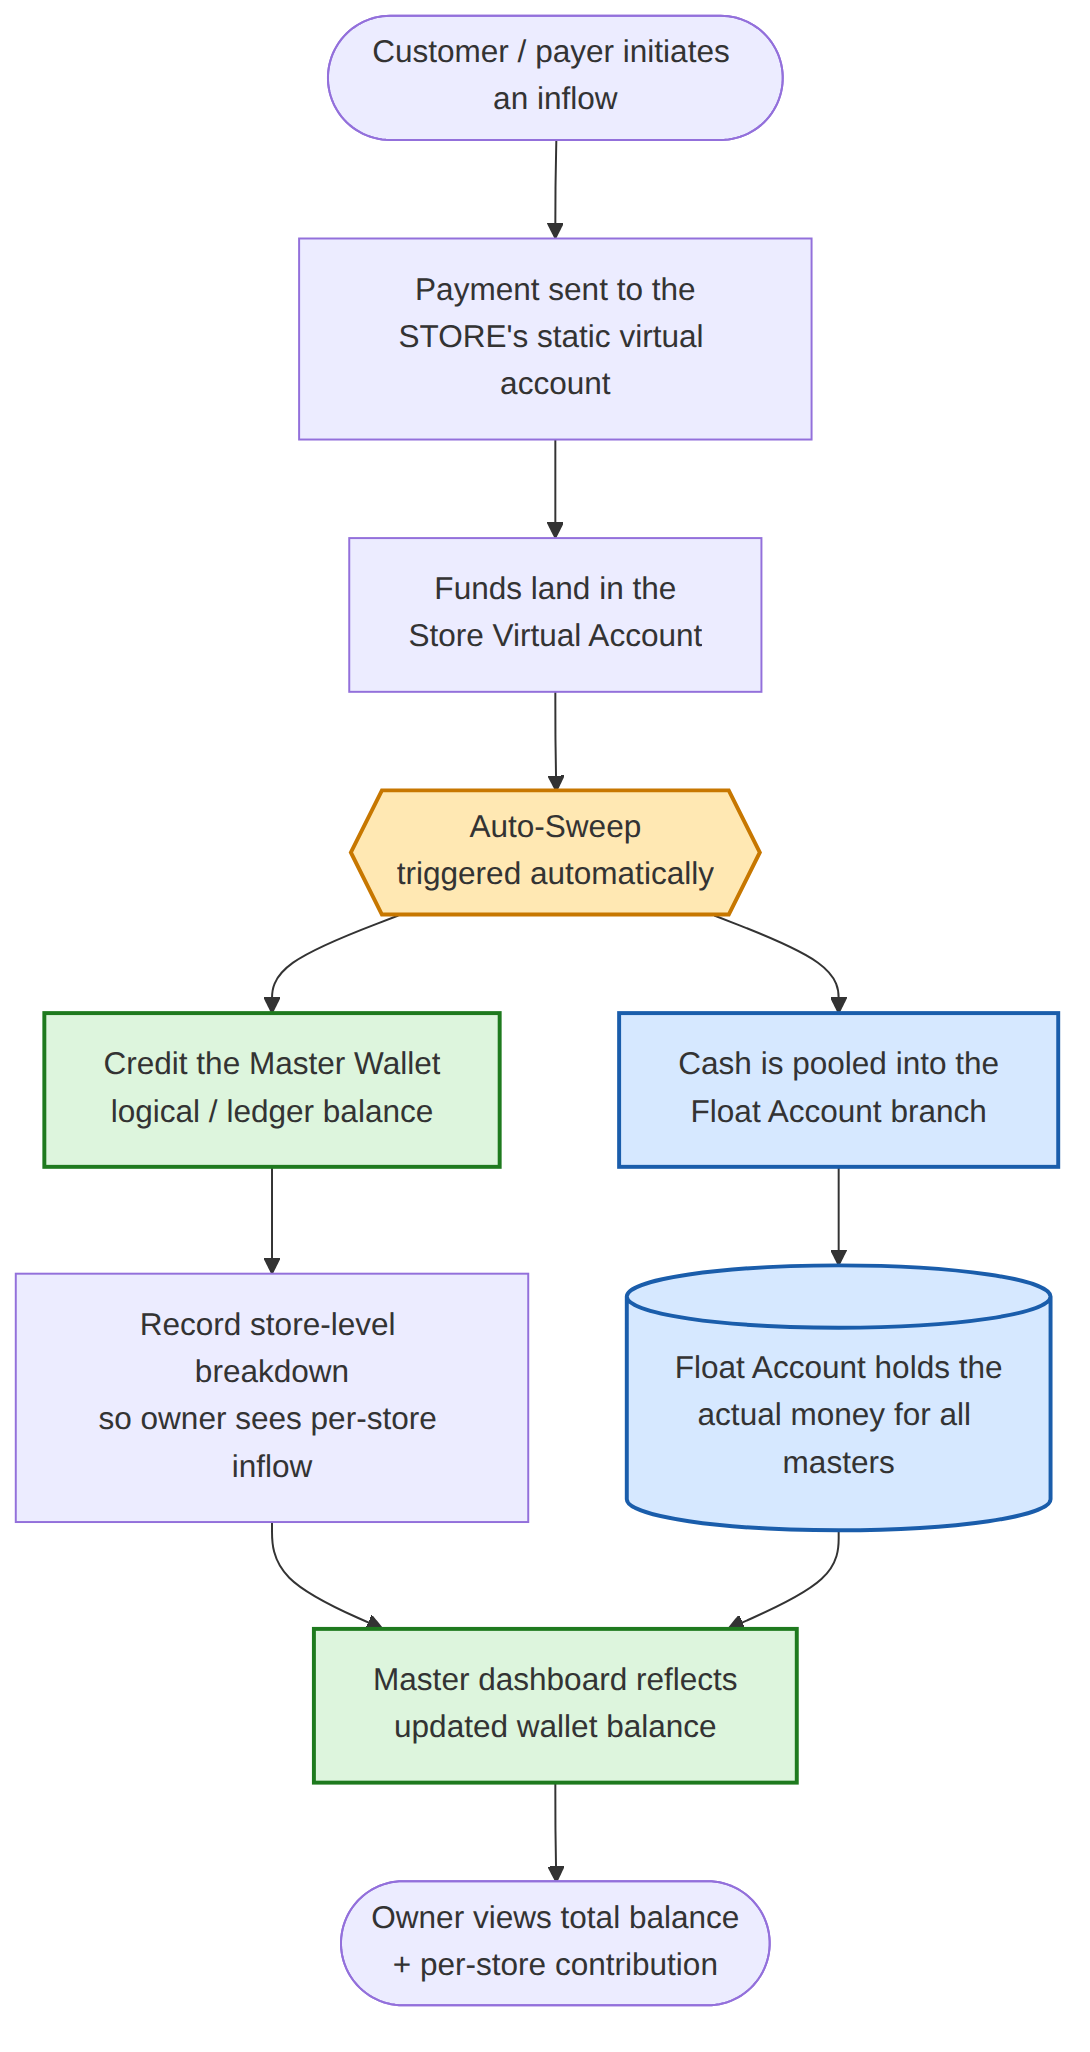 Customer / payer initiates
an inflow
Payment sent to the
STORE's static virtual
account
Funds land in the
Store Virtual Account
Auto-Sweep
triggered automatically
Credit the Master Wallet
logical / ledger balance
Cash is pooled into the
Float Account branch
Record store-level
breakdown
so owner sees per-store
inflow
Float Account holds the
actual money for all
masters
Master dashboard reflects
updated wallet balance
Owner views total balance
+ per-store contribution